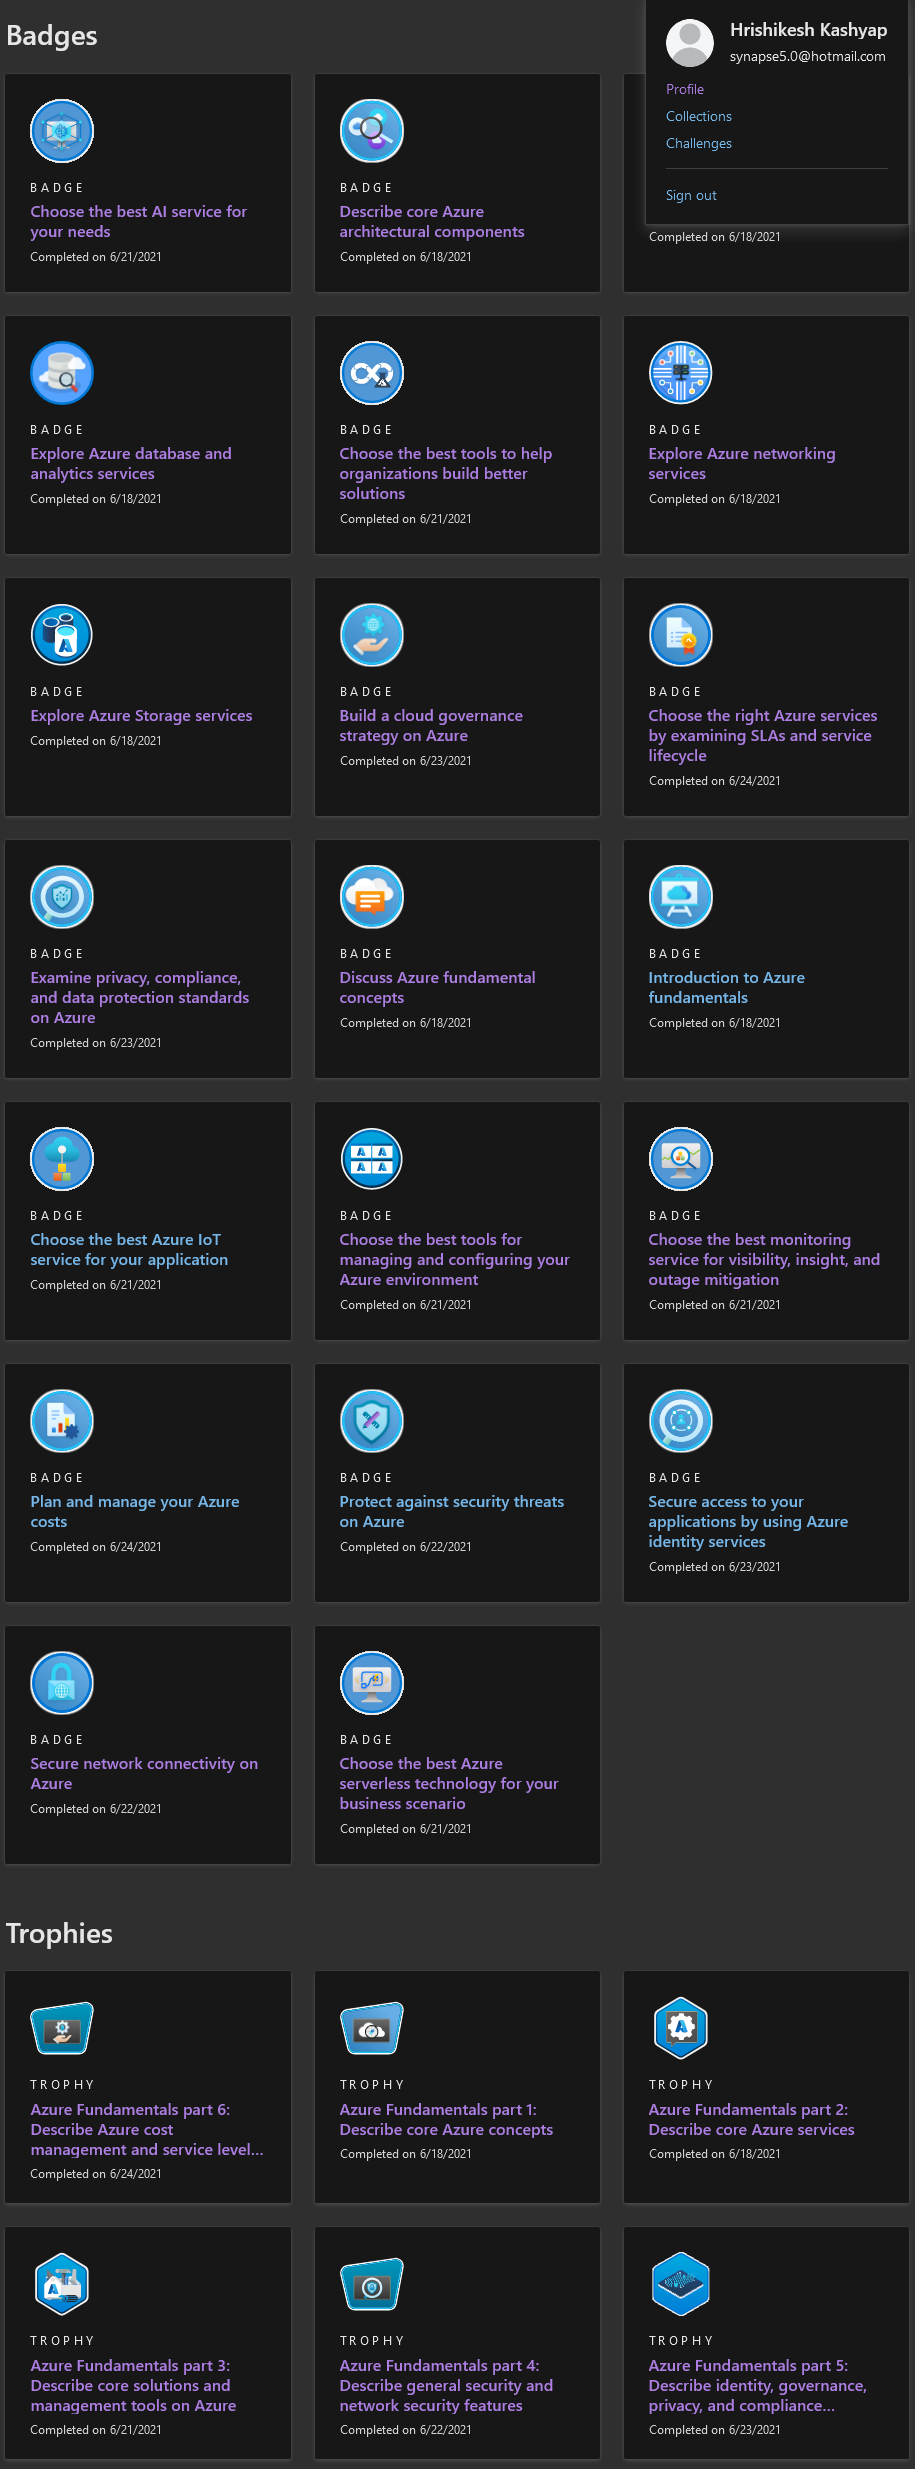 Badges
Hrishikesh Kashyap
synapse5.0@hotmail.com
Profile
Collections
Challenges
Sign out
BADGE
Choose the best AI service for
your needs
Completed on 6/21/2021
BADGE
Describe core Azure
architectural components
Completed on 6/18/2021
Completed on 6/18/2021
BADGE
Explore Azure database and
analytics services
Completed on 6/18/2021
BADGE
Choose the best tools to help
organizations build better
solutions
Completed on 6/21/2021
BADGE
Explore Azure networking
services
Completed on 6/18/2021
BADGE
Explore Azure Storage services
Completed on 6/18/2021
BADGE
Build a cloud governance
strategy on Azure
Completed on 6/23/2021
BADGE
Choose the right Azure services
by examining SLAs and service
lifecycle
Completed on 6/24/2021
BADGE
Examine privacy, compliance,
and data protection standards
on Azure
Completed on 6/23/2021
BADGE
Discuss Azure fundamental
concepts
Completed on 6/18/2021
BADGE
Introduction to Azure
fundamentals
Completed on 6/18/2021
BADGE
Choose the best Azure IoT
service for your application
Completed on 6/21/2021
BADGE
Choose the best tools for
managing and configuring your
Azure environment
Completed on 6/21/2021
BADGE
Choose the best monitoring
service for visibility, insight, and
outage mitigation
Completed on 6/21/2021
BADGE
Plan and manage your Azure
costs
Completed on 6/24/2021
BADGE
Protect against security threats
on Azure
Completed on 6/22/2021
BADGE
Secure access to your
applications by using Azure
identity services
Completed on 6/23/2021
BADGE
Secure network connectivity on
Azure
Completed on 6/22/2021
BADGE
Choose the best Azure
serverless technology for your
business scenario
Completed on 6/21/2021
Trophies
TROPHY
Azure Fundamentals part 6:
Describe Azure cost
management and service level...
Completed on 6/24/2021
TROPHY
Azure Fundamentals part 1:
Describe core Azure concepts
Completed on 6/18/2021
TROPHY
Azure Fundamentals part 2:
Describe core Azure services
Completed on 6/18/2021
TROPHY
Azure Fundamentals part 3:
Describe core solutions and
management tools on Azure
Completed on 6/21/2021
TROPHY
Azure Fundamentals part 4:
Describe general security and
network security features
Completed on 6/22/2021
TROPHY
Azure Fundamentals part 5:
Describe identity, governance,
privacy, and compliance...
Completed on 6/23/2021